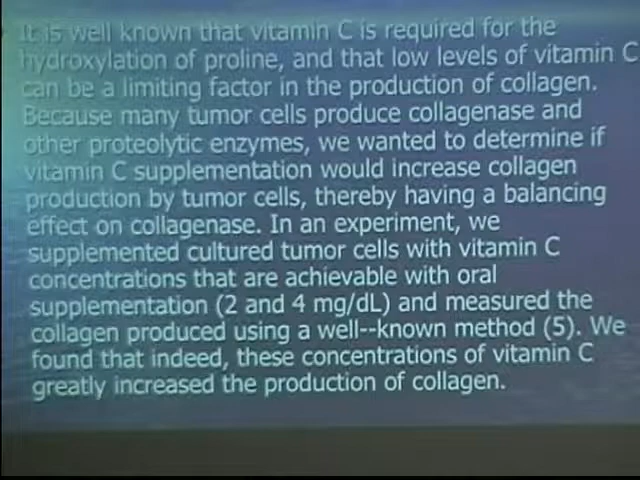 It is well known that vitamin C is required for the
hydroxylation of proline, and that low levels of vitamin C
can be a limiting factor in the production of collagen.
Because many tumor cells produce collagenase and
other proteolytic enzymes, we wanted to determine if
vitamin C supplementation would increase collagen
production by tumor cells, thereby having a balancing
effect on collagenase. In an experiment, we
supplemented cultured tumor cells with vitamin C
concentrations that are achievable with oral
supplementation (2 and 4 mg/dL) and measured the
collagen produced using a well--known method (5). We
found that indeed, these concentrations of vitamin C
greatly increased the production of collagen.